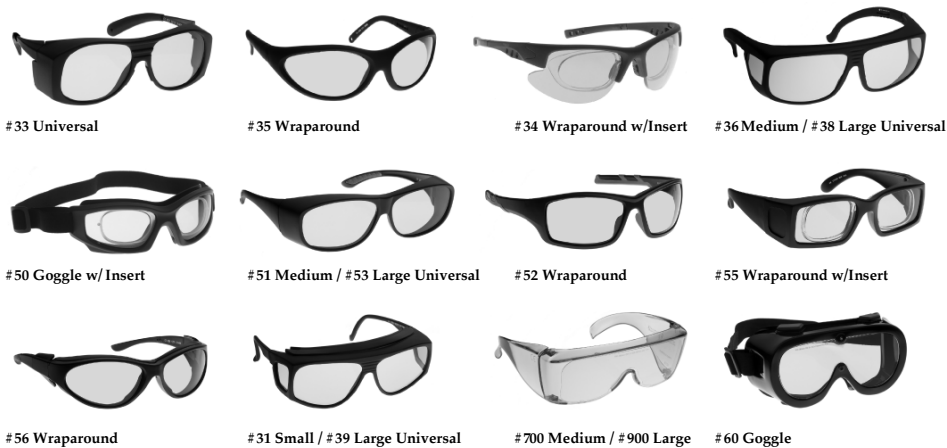 #33 Universal
#35 Wraparound
#34 Wraparound w/Insert
#36 Medium / #38 Large Universal
#50 Goggle w/ Insert
#51 Medium / #53 Large Universal
#52 Wraparound
#55 Wraparound w/Insert
#56 Wraparound
#31 Small / #39 Large Universal
#700 Medium / #900 Large
#60 Goggle